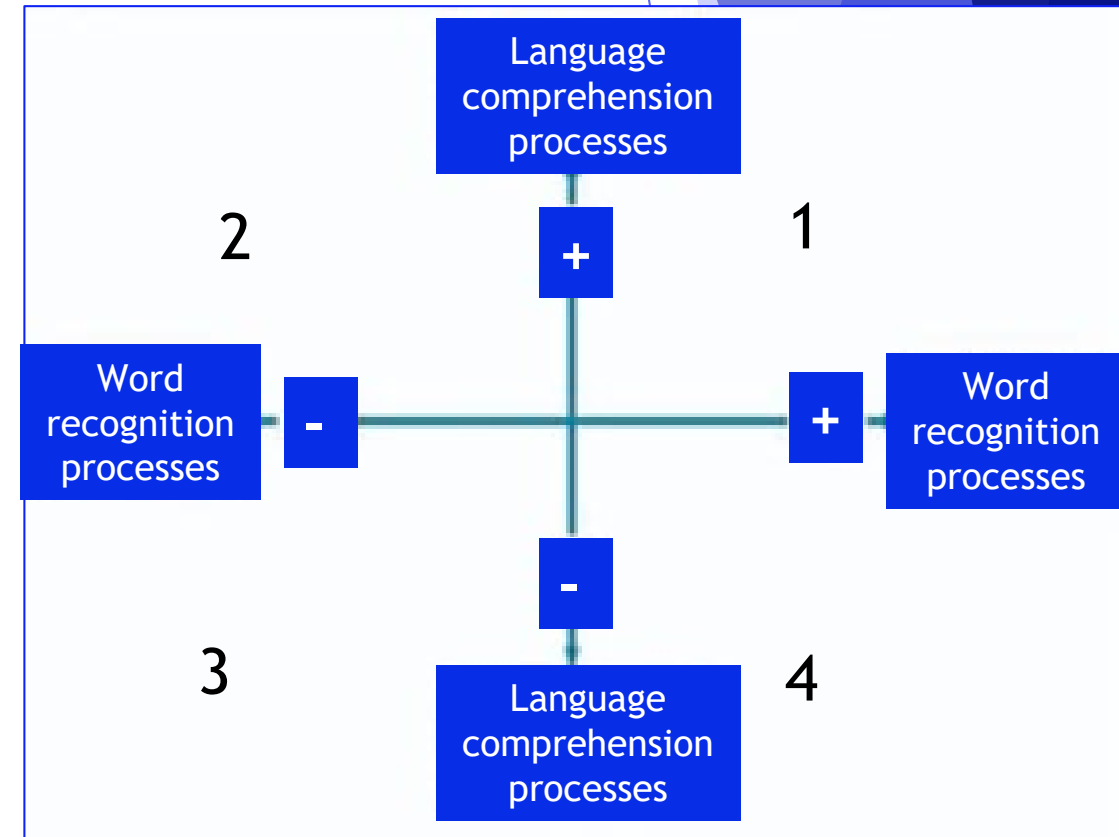 Language
comprehension
processes
2
1
+
Word
recognition
processes
-
+
Word
recognition
processes
-
3
4
Language
comprehension
processes